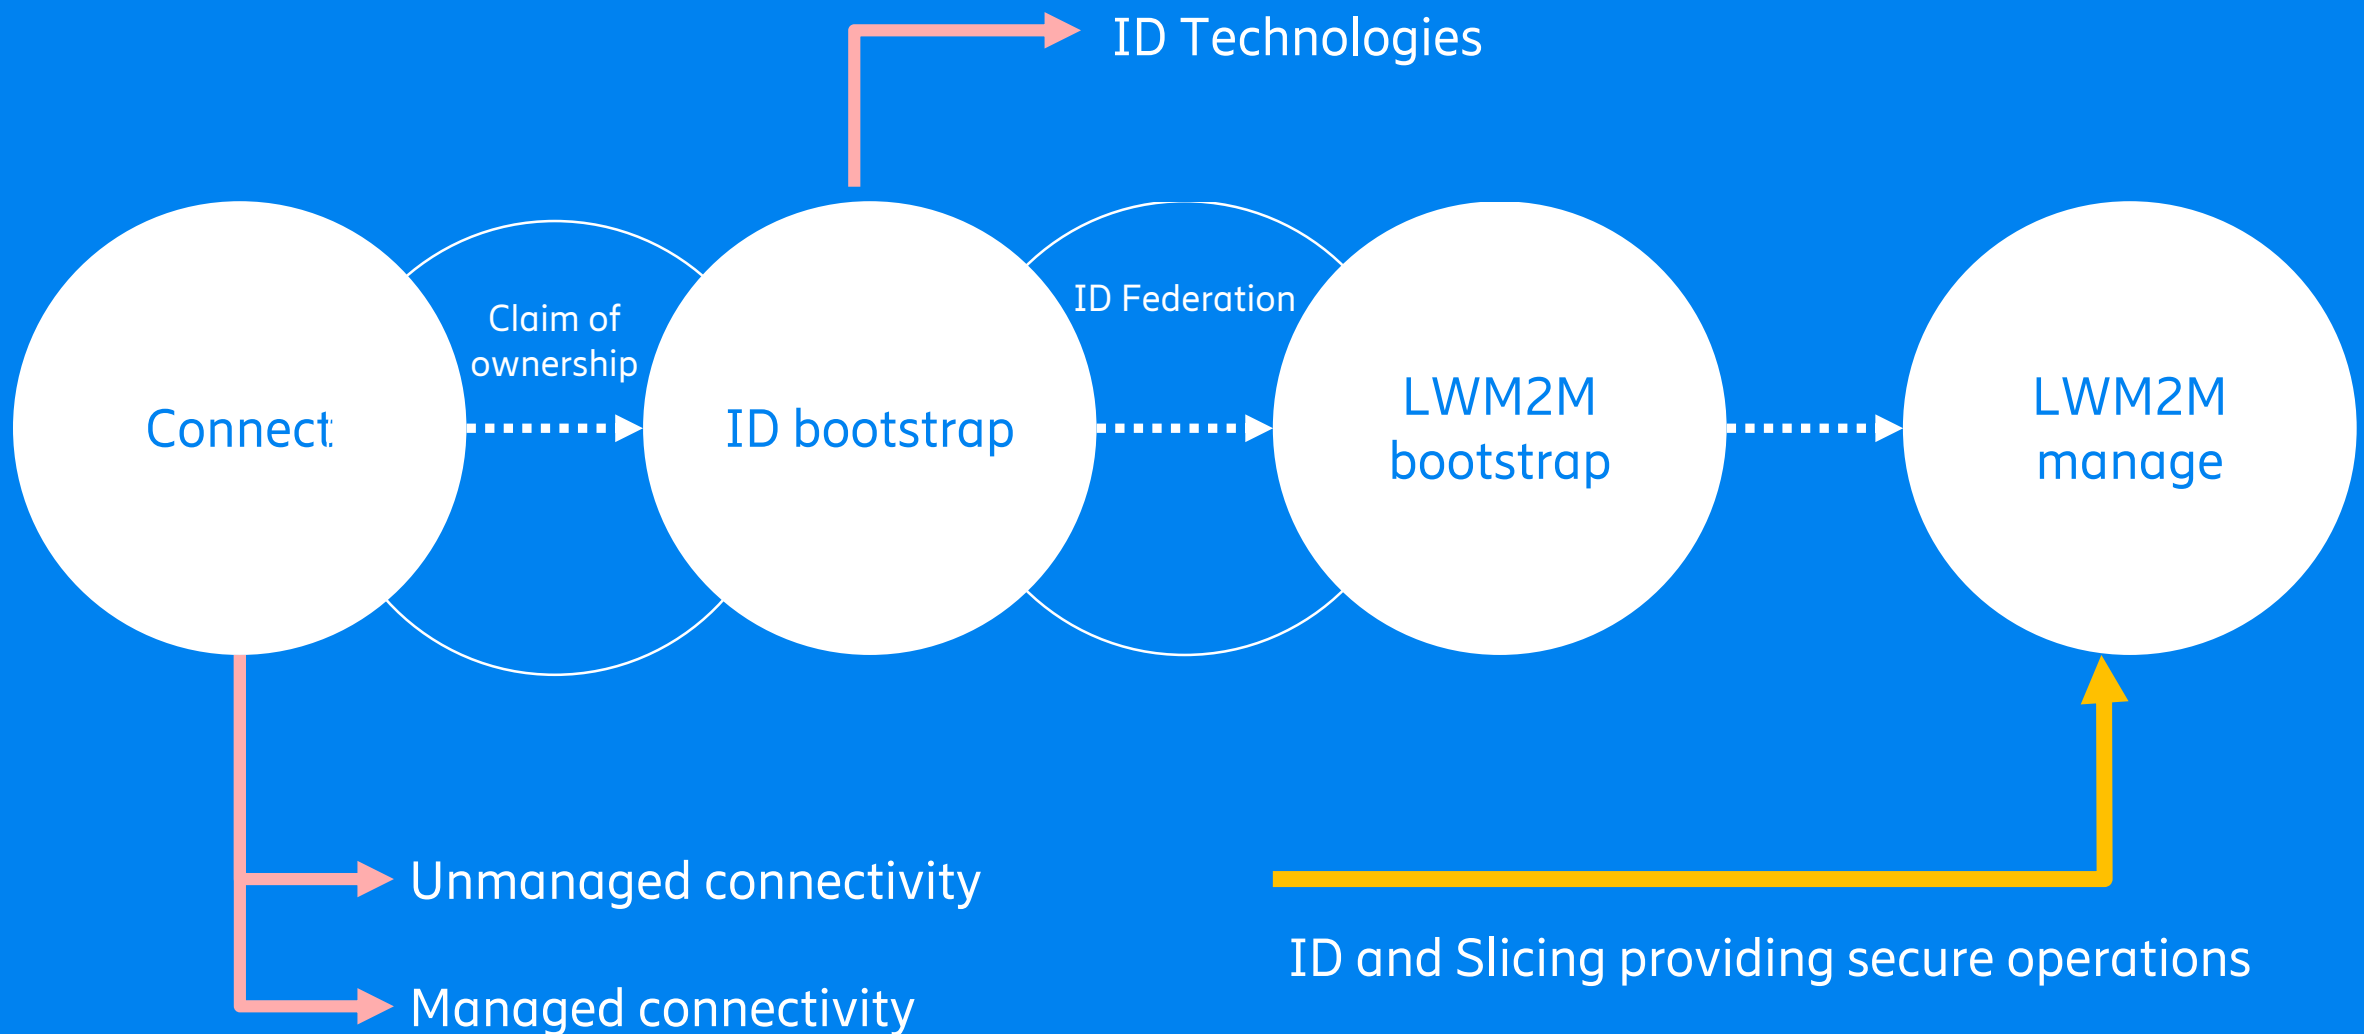 ID Technologies
Claim of
ownership
ID Federation
Connect
ID bootstrap
LWM2M
bootstrap
LWM2M
manage
Unmanaged connectivity
Managed connectivity
ID and Slicing providing secure operations